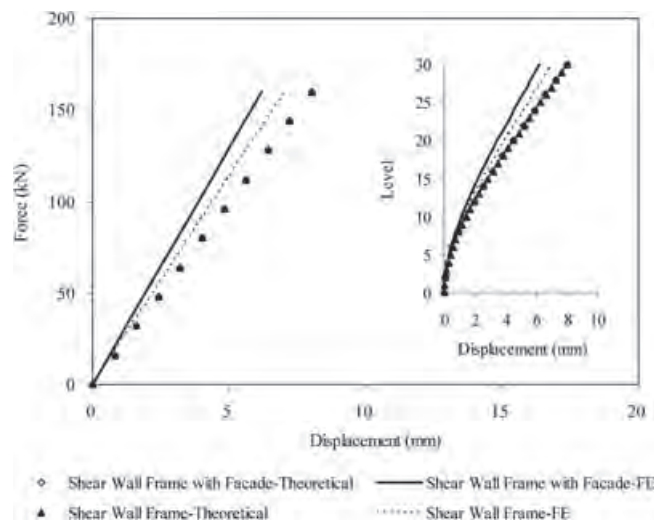 200
150
100
50
0
Force (kN)
0
5
10
15
20
Displacement (mm)
30
25
20
15
10
5
0
Level
0
2
4
6
8
10
Displacement (mm)
Shear Wall Frame with Facade-Theoretical
Shear Wall Frame with Facade-FE
Shear Wall Frame-Theoretical
Shear Wall Frame-FE